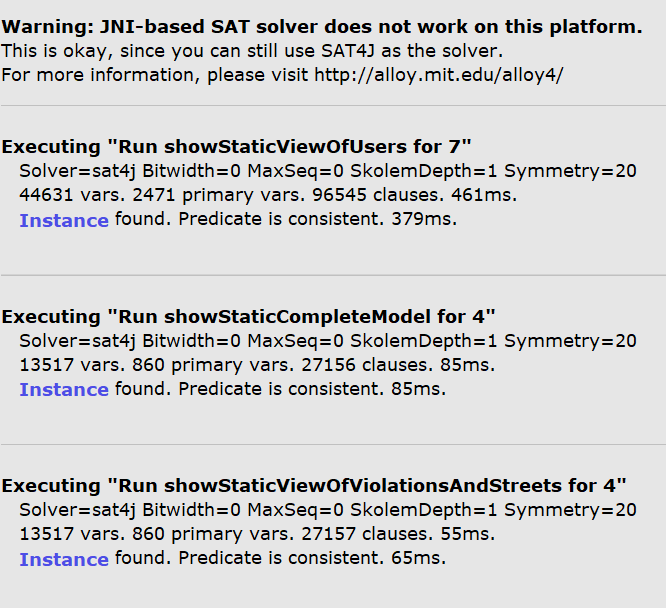 Warning: JNI-based SAT solver does not work on this platform.
This is okay, since you can still use SAT4J as the solver.
For more information, please visit http://alloy.mit.edu/alloy4/
Executing "Run showStaticViewOfUsers for 7"
Solver=sat4j Bitwidth=0 MaxSeq=0 SkolemDepth=1 Symmetry=20
44631 vars. 2471 primary vars. 96545 clauses. 461ms.
Instance found. Predicate is consistent. 379ms.
Executing "Run showStaticCompleteModel for 4"
Solver=sat4j Bitwidth=0 MaxSeq=0 SkolemDepth=1 Symmetry=20
13517 vars. 860 primary vars. 27156 clauses. 85ms.
Instance found. Predicate is consistent. 85ms.
Executing "Run showStaticViewOfViolationsAndStreets for 4"
Solver=sat4j Bitwidth=0 MaxSeq=0 SkolemDepth=1 Symmetry=20
13517 vars. 860 primary vars. 27157 clauses. 55ms.
Instance found. Predicate is consistent. 65ms.